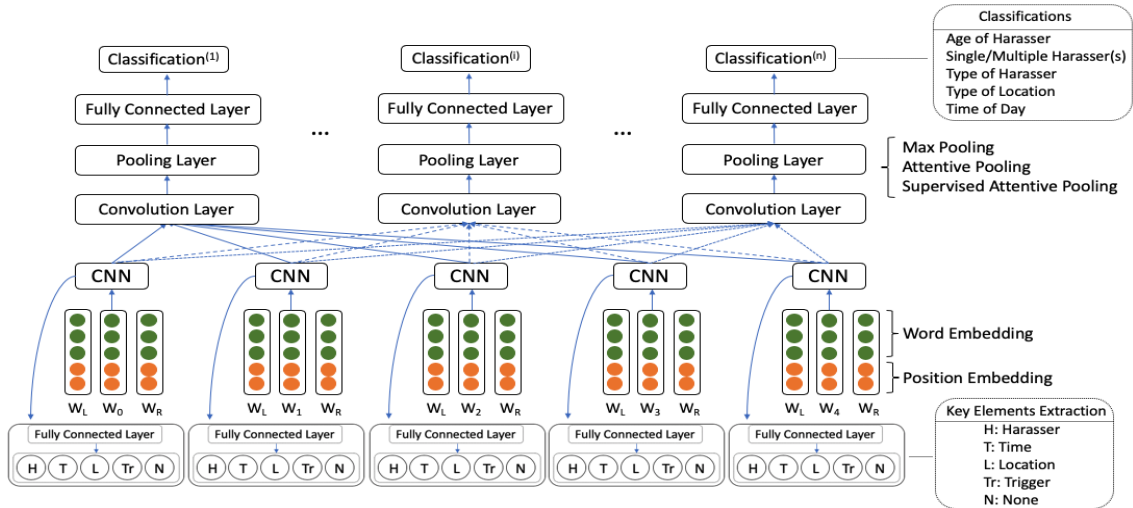 Classifications
Age of Harasser
Single/Multiple Harasser(s)
Type of Harasser
Type of Location
Time of Day
Classification(1)
Classification(i)
Classification(n)
Fully Connected Layer
Fully Connected Layer
Fully Connected Layer
...
...
Pooling Layer
Pooling Layer
Pooling Layer
Max Pooling
Attentive Pooling
Supervised Attentive Pooling
Convolution Layer
Convolution Layer
Convolution Layer
CNN
CNN
CNN
CNN
CNN
Word Embedding
Position Embedding
WL W0 WR
WL W1 WR
WL W2 WR
WL W3 WR
WL W4 WR
Fully Connected Layer
H T L Tr N
Fully Connected Layer
H T L Tr N
Fully Connected Layer
H T L Tr N
Fully Connected Layer
H T L Tr N
Fully Connected Layer
H T L Tr N
Key Elements Extraction
H: Harasser
T: Time
L: Location
Tr: Trigger
N: None